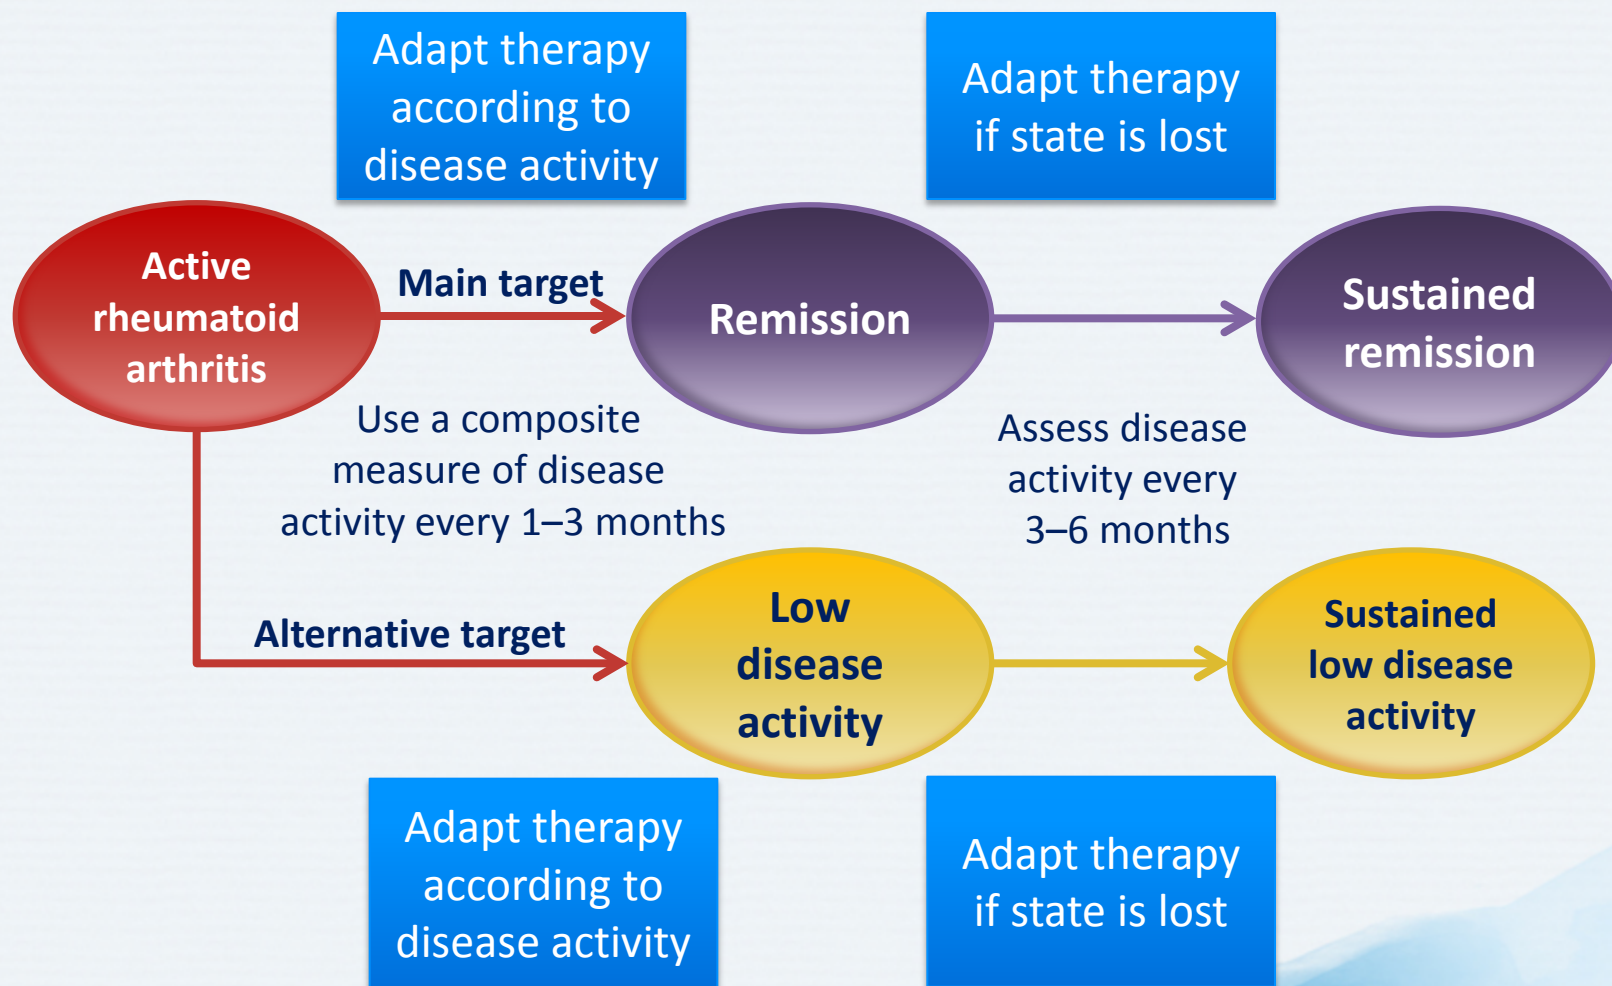 Adapt therapy
according to
disease activity
Adapt therapy
if state is lost
Active
rheumatoid
arthritis
Main target
Remission
Sustained
remission
Use a composite
measure of disease
activity every 1–3 months
Assess disease
activity every
3–6 months
Alternative target
Low
disease
activity
Sustained
low disease
activity
Adapt therapy
according to
disease activity
Adapt therapy
if state is lost